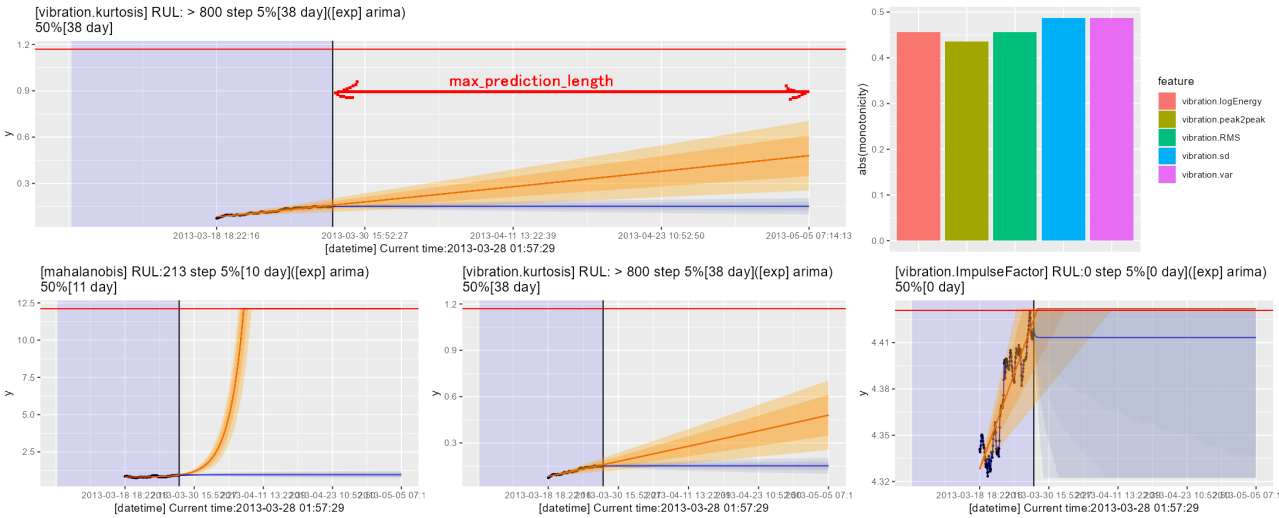 [vibration.kurtosis] RUL: > 800 step 5%[38 day]([exp] arima)
50%[38 day]
1.2
0.9
0.6
0.3
y
max_prediction_length
2013-03-18 18:22:16
2013-03-30 15:52:27
2013-04-11 13:22:39
2013-04-23 10:52:50
2013-05-05 07:14:13
[datetime] Current time:2013-03-28 01:57:29
0.5
0.4
0.3
0.2
0.1
0.0
abs(monotonicity)
feature
vibration.logEnergy
vibration.peak2peak
vibration.RMS
vibration.sd
vibration.var
[mahalanobis] RUL:213 step 5%[10 day]([exp] arima)
50%[11 day]
12.5
10.0
7.5
5.0
2.5
y
[datetime] Current time:2013-03-28 01:57:29
[vibration.kurtosis] RUL: > 800 step 5%[38 day]([exp] arima)
50%[38 day]
1.2
0.9
0.6
0.3
y
[datetime] Current time:2013-03-28 01:57:29
[vibration.ImpulseFactor] RUL:0 step 5%[0 day]([exp] arima)
50%[0 day]
4.41
4.38
4.35
4.32
y
[datetime] Current time:2013-03-28 01:57:29